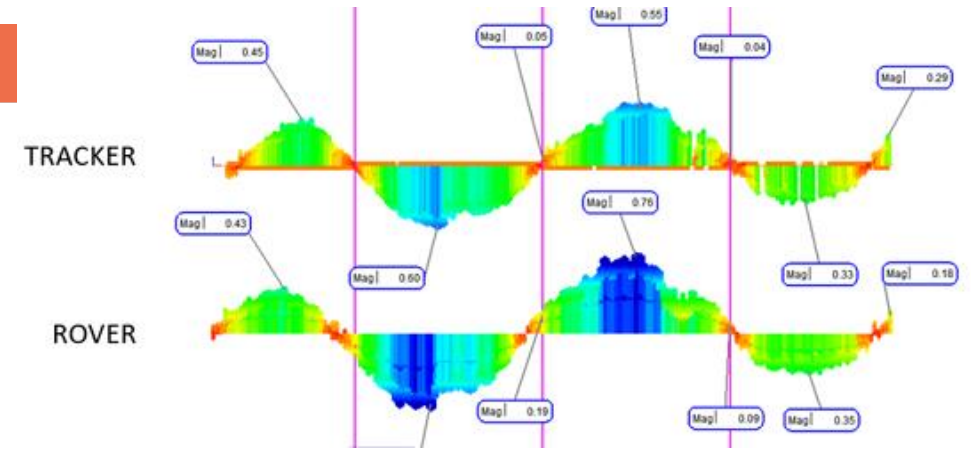 Mag 0.55
Mag 0.05
Mag 0.04
Mag 0.45
Mag 0.29
TRACKER
Mag 0.76
Mag 0.43
Mag 0.60
Mag 0.33
Mag 0.18
ROVER
Mag 0.19
Mag 0.09
Mag 0.35